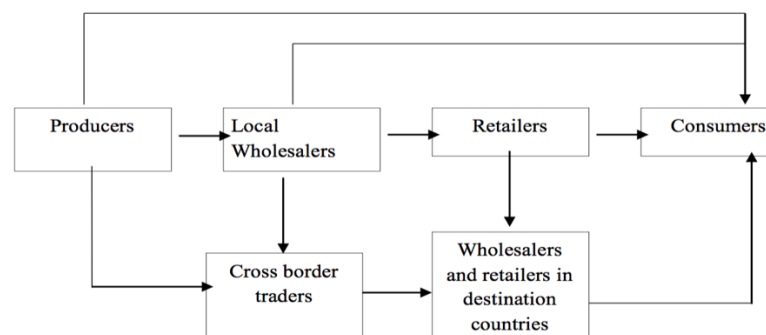 Producers
Local
Wholesalers
Retailers
Consumers
Cross border
traders
Wholesalers
and retailers in
destination
countries